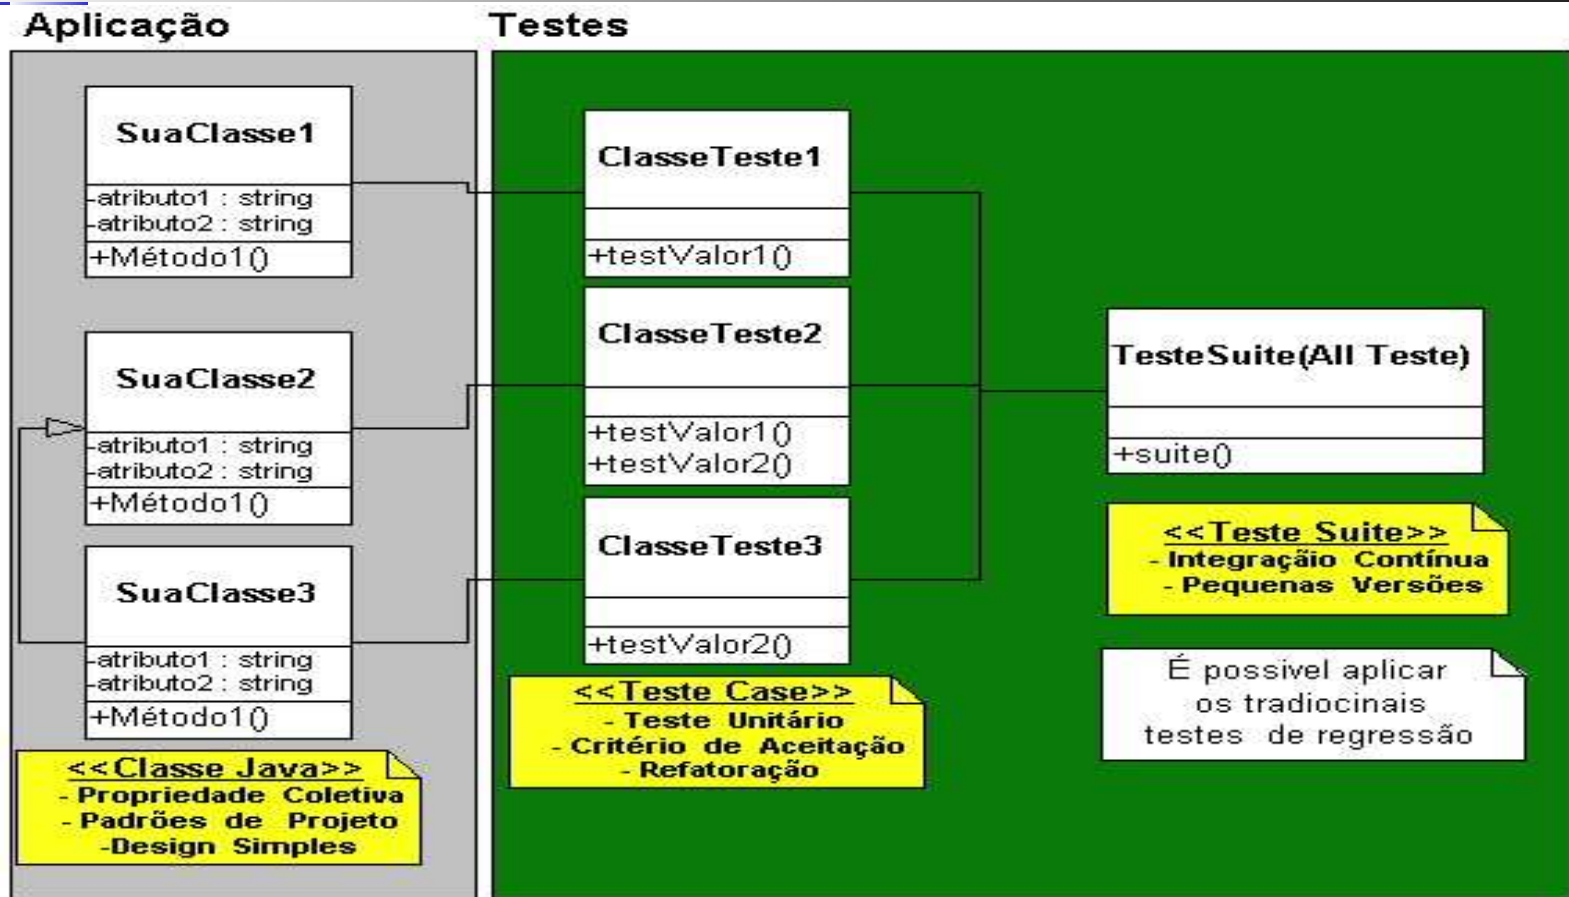 Aplicação
SuaClasse1
-atributo1 : string
-atributo2 : string
+Método1()
SuaClasse2
-atributo1 : string
-atributo2 : string
+Método1()
SuaClasse3
-atributo1 : string
-atributo2 : string
+Método1()
<<Classe Java>>
- Propriedade Coletiva
- Padrões de Projeto
-Design Simples
Testes
ClasseTeste1
+testValor1()
ClasseTeste2
+testValor1()
+testValor2()
ClasseTeste3
+testValor2()
<<Teste Case>>
- Teste Unitário
- Critério de Aceitação
- Refatoração
TesteSuite(All Teste)
+suite()
<<Teste Suite>>
- Integraçãio Contínua
- Pequenas Versões
É possivel aplicar
os tradiocinais
testes de regressão